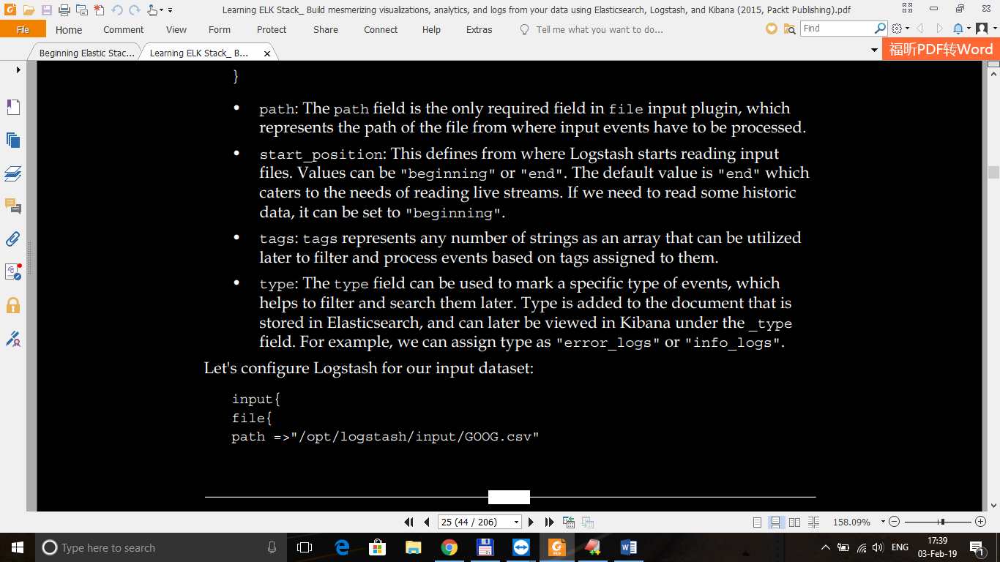 Learning ELK Stack_ Build mesmerizing visualizations, analytics, and logs from your data using Elasticsearch, Logstash, and Kibana (2015, Packt Publishing).pdf
File Home Comment View Form Protect Share Connect Help Extras Tell me what you want to do... Find
Beginning Elastic Stac... Learning ELK Stack_ B... 福昕PDF转Word
}
• path: The path field is the only required field in file input plugin, which
represents the path of the file from where input events have to be processed.
• start_position: This defines from where Logstash starts reading input
files. Values can be "beginning" or "end". The default value is "end" which
caters to the needs of reading live streams. If we need to read some historic
data, it can be set to "beginning".
• tags: tags represents any number of strings as an array that can be utilized
later to filter and process events based on tags assigned to them.
• type: The type field can be used to mark a specific type of events, which
helps to filter and search them later. Type is added to the document that is
stored in Elasticsearch, and can later be viewed in Kibana under the _type
field. For example, we can assign type as "error_logs" or "info_logs".
Let's configure Logstash for our input dataset:
input{
file{
path =>"/opt/logstash/input/GOOG.csv"
25 (44 / 206) 158.09%
Type here to search ENG 17:39
03-Feb-19 1